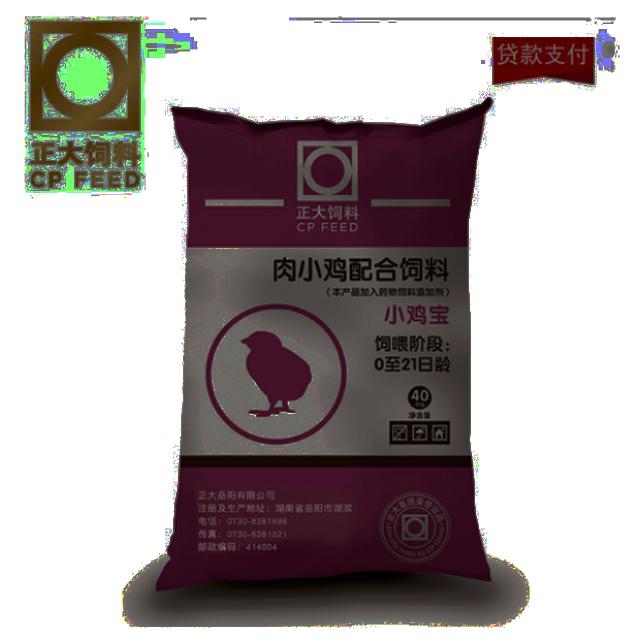 贷款支付
正大饲料
CP FEED
正大饲料
CP FEED
肉小鸡配合饲料
（本产品加入药物饲料添加剂）
小鸡宝
饲喂阶段：
0至21日龄
40
净含量
正大岳阳有限公司
注册及生产地址：湖南省岳阳市湖滨
电话：0730-8381686
传真：0730-8381021
邮政编码：414004